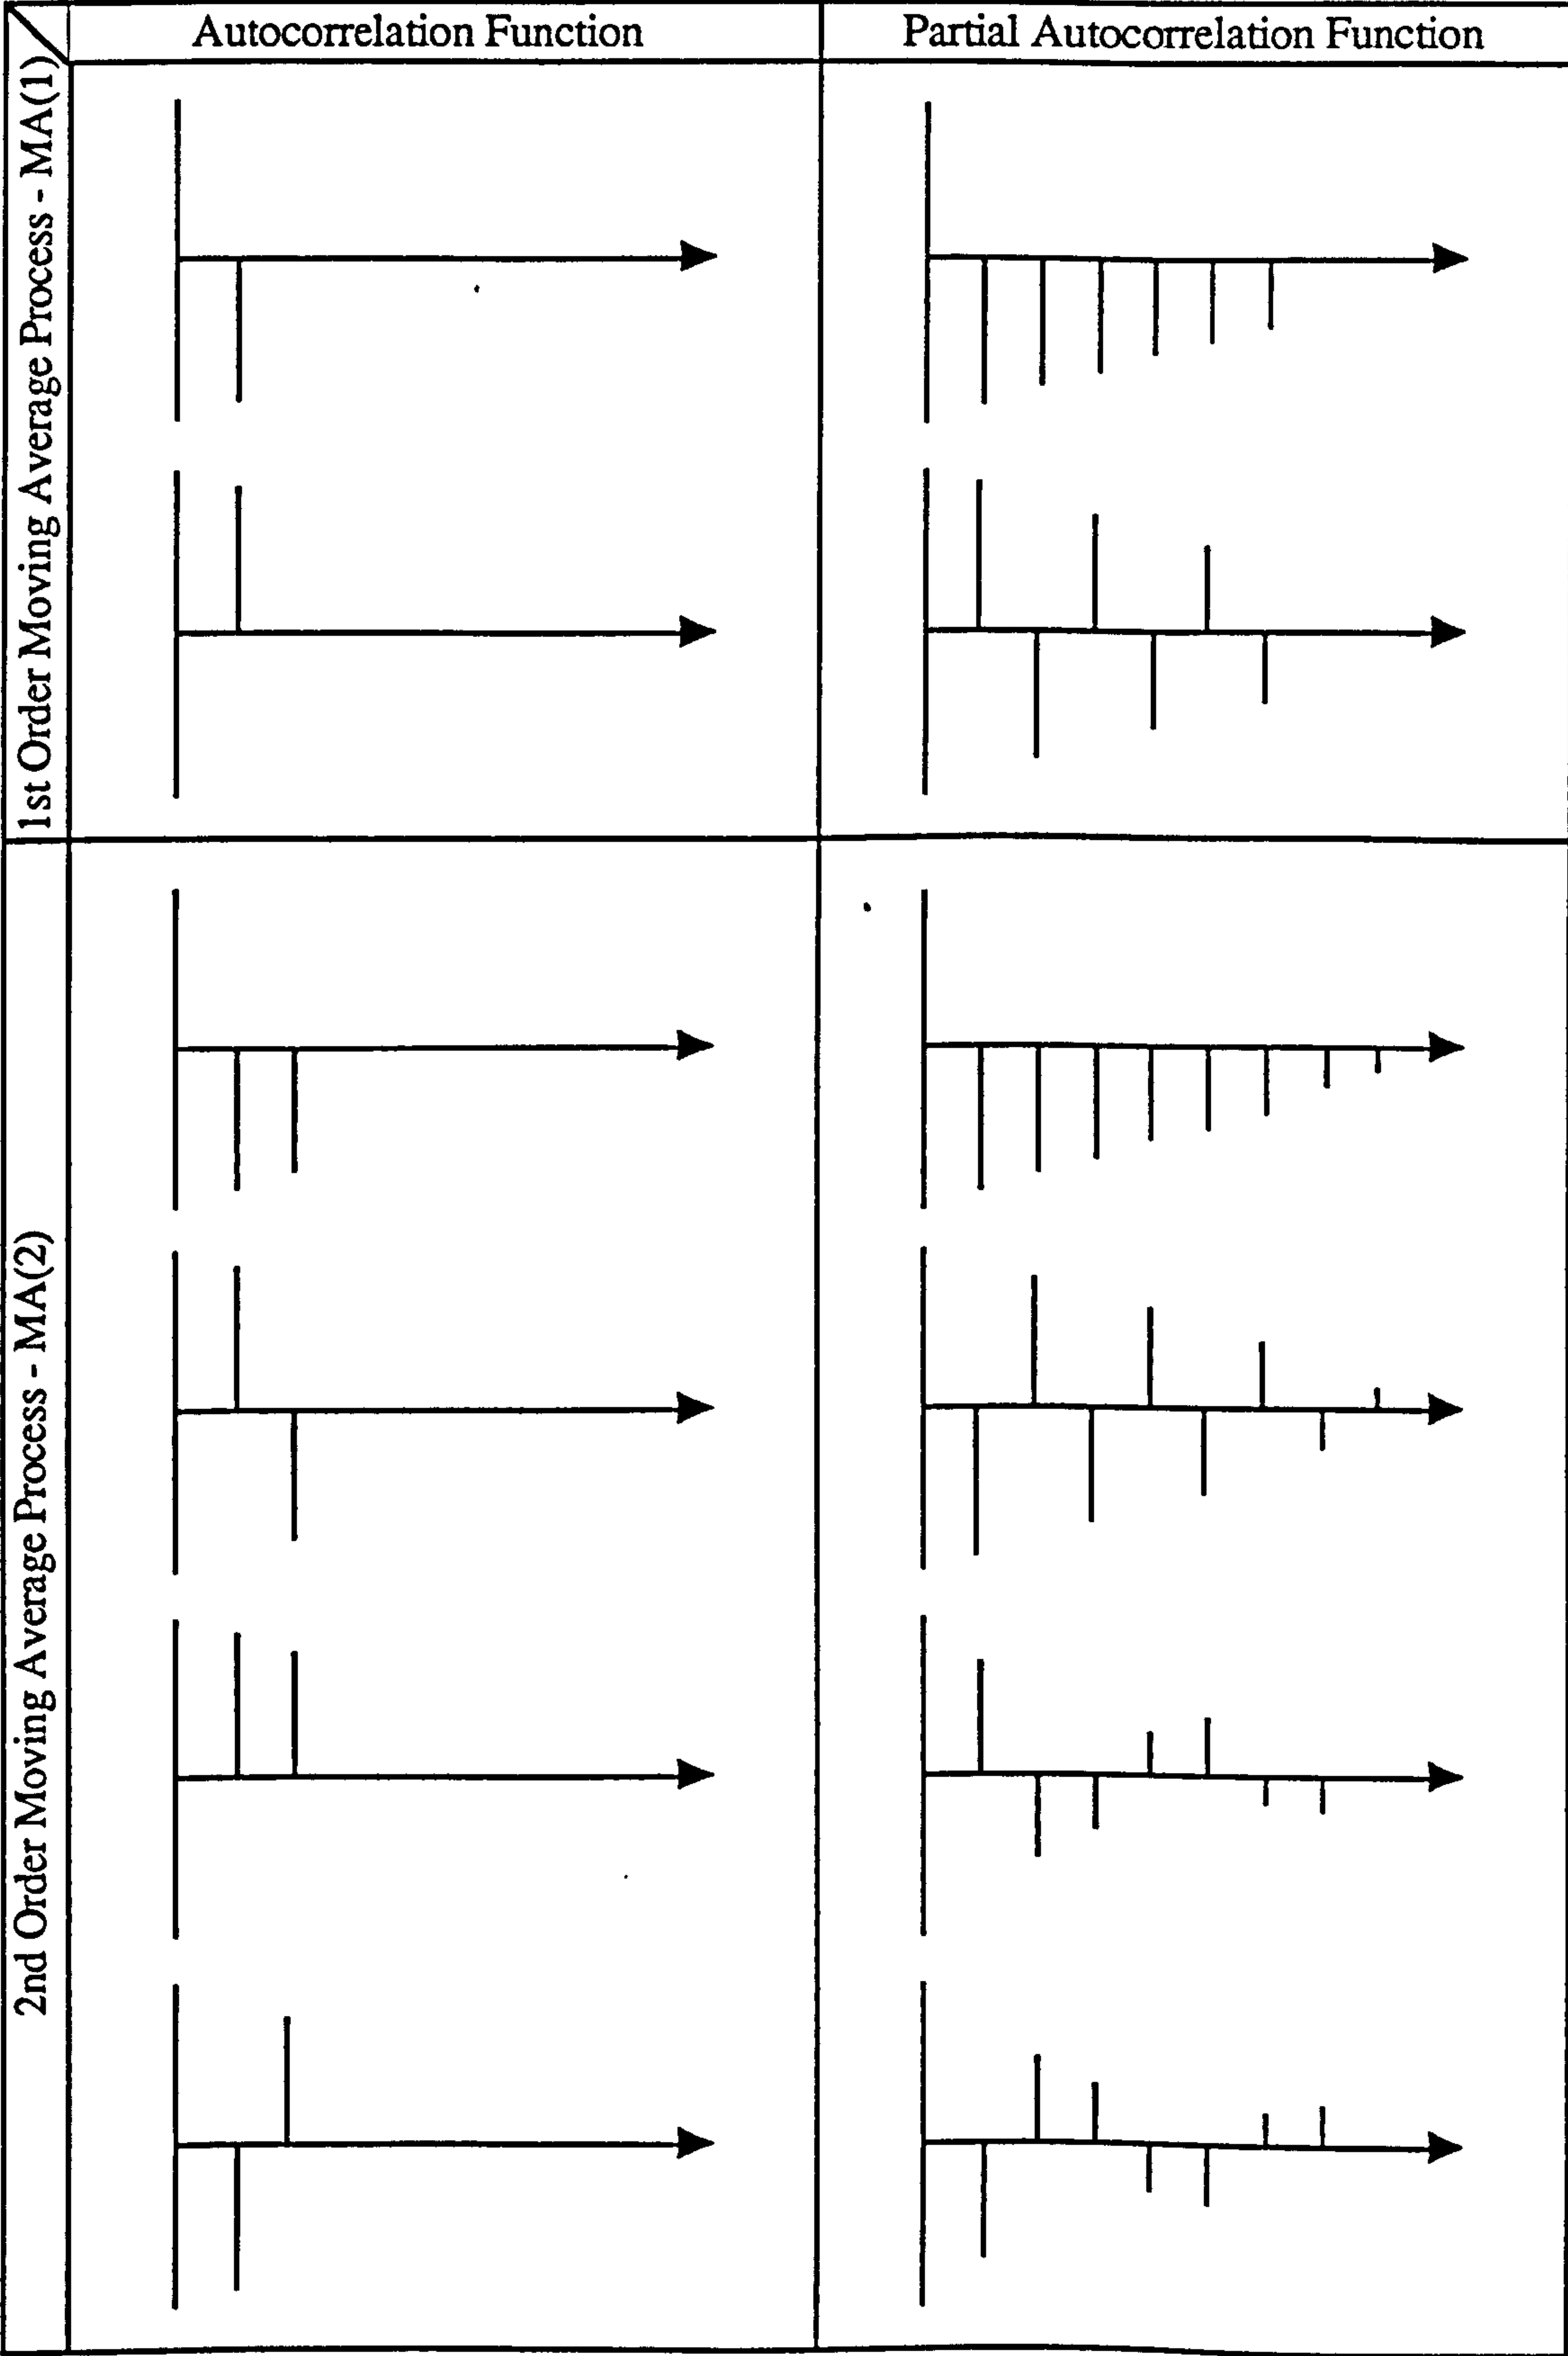 Autocorrelation Function
Partial Autocorrelation Function
1st Order Moving Average Process - MA(1)
2nd Order Moving Average Process - MA(2)